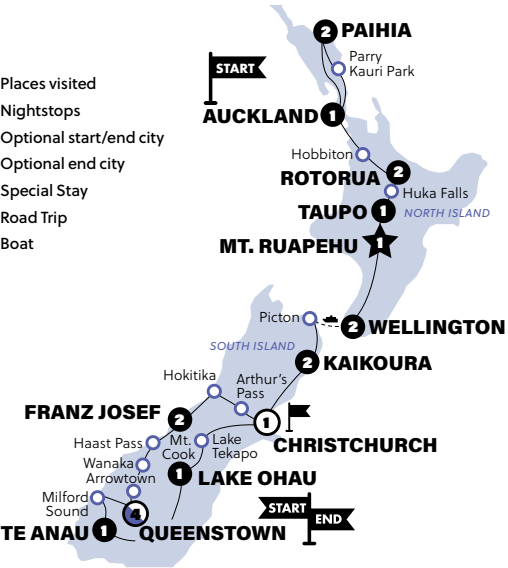 2 PAIHIA
Parry
Kauri Park
START
AUCKLAND 1
Places visited
Nightstops
Optional start/end city
Optional end city
Special Stay
Road Trip
Boat
Hobbiton
ROTORUA 2
Huka Falls
TAUPO 1
NORTH ISLAND
MT. RUAPEHU 1
Picton
2 WELLINGTON
SOUTH ISLAND
2 KAIKOURA
Hokitika
Arthur's
Pass
FRANZ JOSEF 2
1
CHRISTCHURCH
Haast Pass
Mt.
Cook
Lake
Tekapo
Wanaka
Arrowtown
1 LAKE OHAU
Milford
Sound
4
START
END
TE ANAU 1
QUEENSTOWN